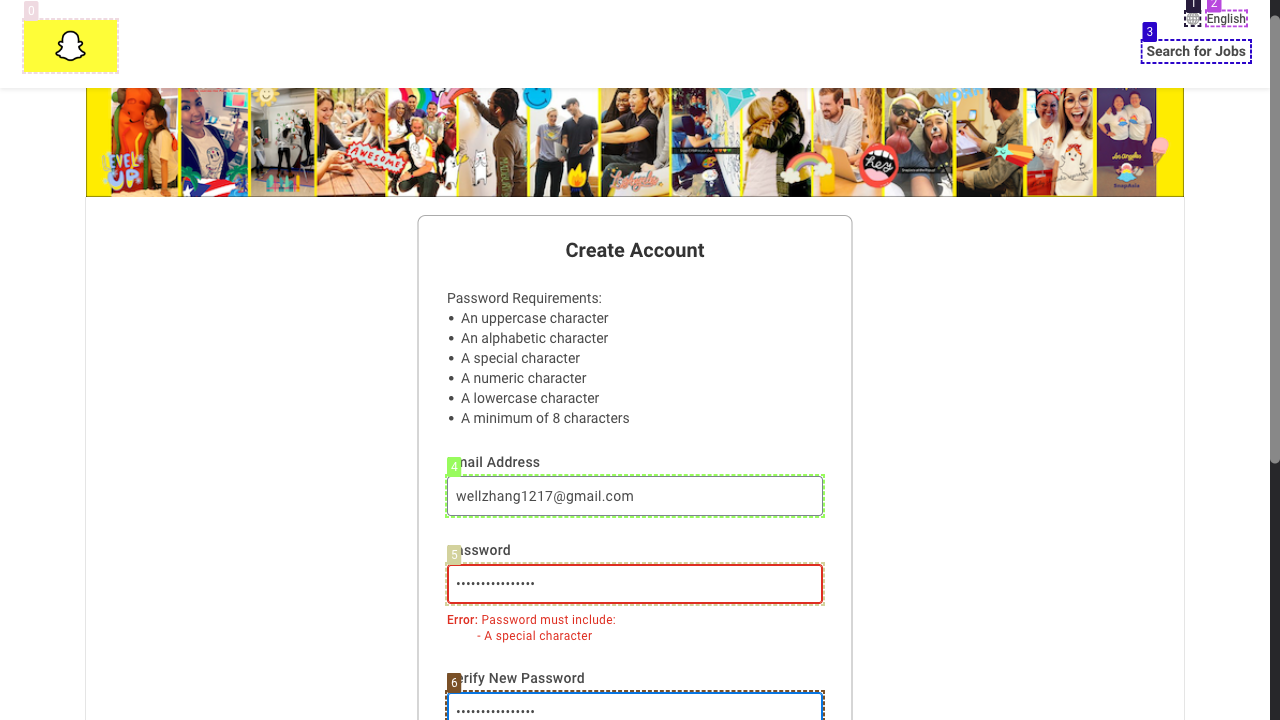 0
1
2
English
3
Search for Jobs
LEVEL UP
AWESOME
hey
Create Account
Password Requirements:
• An uppercase character
• An alphabetic character
• A special character
• A numeric character
• A lowercase character
• A minimum of 8 characters
4
mail Address
wellzhang1217@gmail.com
5
assword
••••••••••••••••
Error: Password must include:
- A special character
6
erify New Password
••••••••••••••••